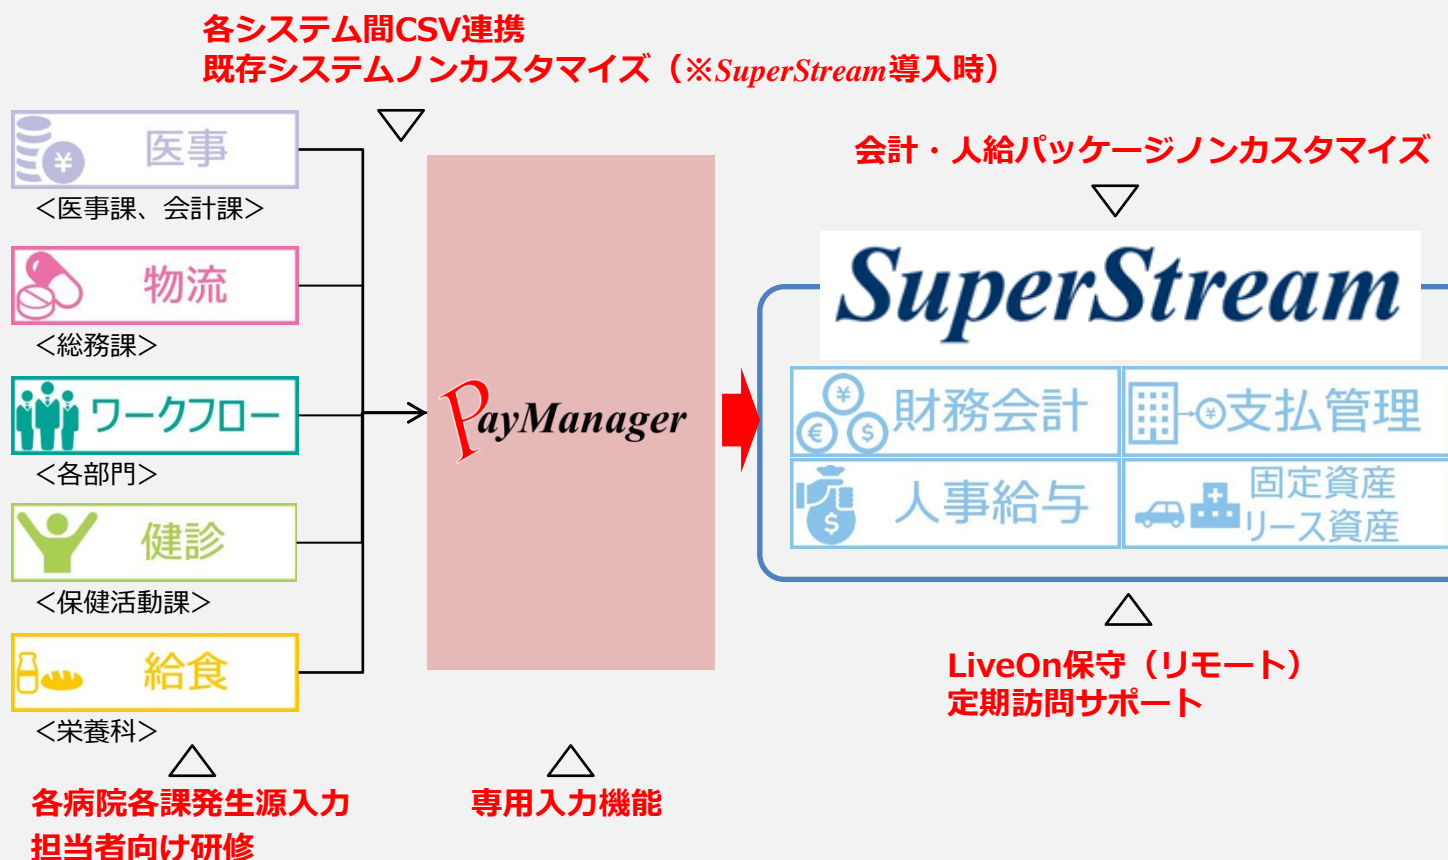 各システム間CSV連携
既存システムノンカスタマイズ（※SuperStream導入時）
医事
＜医事課、会計課＞
物流
＜総務課＞
ワークフロー
＜各部門＞
健診
＜保健活動課＞
給食
＜栄養科＞
各病院各課発生源入力
担当者向け研修
PayManager
専用入力機能
会計・人給パッケージノンカスタマイズ
SuperStream
財務会計
支払管理
人事給与
固定資産
リース資産
LiveOn保守（リモート）
定期訪問サポート